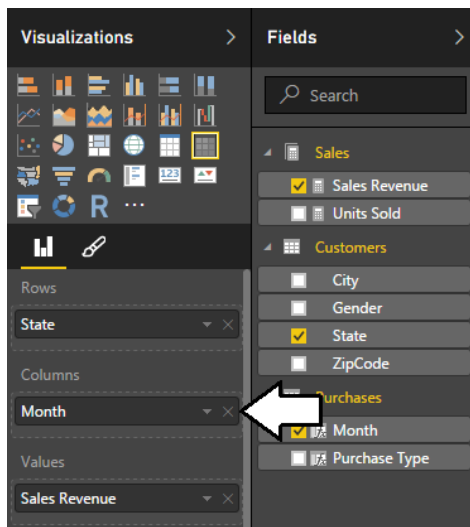 Visualizations
Fields
Search
Sales
Sales Revenue
Units Sold
Customers
City
Gender
State
ZipCode
Purchases
Month
Purchase Type
123
R
Rows
State
Columns
Month
Values
Sales Revenue